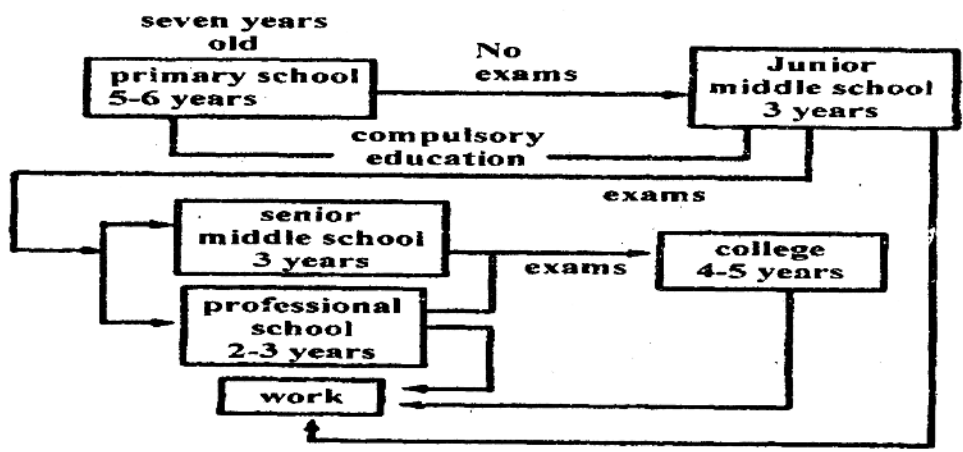 seven years
old
primary school
5-6 years
No
exams
Junior
middle school
3 years
compulsory
education
exams
senior
middle school
3 years
exams
college
4-5 years
professional
school
2-3 years
work